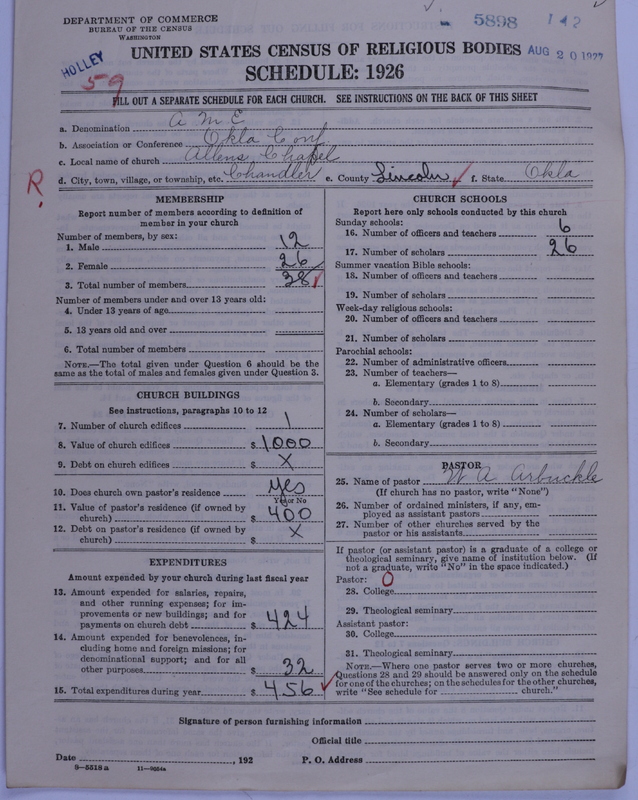 5898 142
DEPARTMENT OF COMMERCE
BUREAU OF THE CENSUS
WASHINGTON
HOLLEY
59
UNITED STATES CENSUS OF RELIGIOUS BODIES AUG 20 1927
SCHEDULE: 1926
FILL OUT A SEPARATE SCHEDULE FOR EACH CHURCH. SEE INSTRUCTIONS ON THE BACK OF THIS SHEET
a. Denomination A M E
b. Association or Conference Okla Conf
c. Local name of church Allens Chapel
R. d. City, town, village, or township, etc. Chandler e. County Lincoln f. State Okla
MEMBERSHIP
Report number of members according to definition of
member in your church
Number of members, by sex:
1. Male 12
2. Female 26
3. Total number of members 38
Number of members under and over 13 years old:
4. Under 13 years of age
5. 13 years old and over
6. Total number of members
NOTE.—The total given under Question 6 should be the
same as the total of males and females given under Question 3.
CHURCH BUILDINGS
See instructions, paragraphs 10 to 12
7. Number of church edifices 1
8. Value of church edifices $ 1000
9. Debt on church edifices $ X
10. Does church own pastor's residence yes
Yes or No
11. Value of pastor's residence (if owned by
church) $ 400
12. Debt on pastor's residence (if owned by
church) $ X
EXPENDITURES
Amount expended by your church during last fiscal year
13. Amount expended for salaries, repairs,
and other running expenses; for im-
provements or new buildings; and for
payments on church debt $ 424
14. Amount expended for benevolences, in-
cluding home and foreign missions; for
denominational support; and for all
other purposes $ 32
15. Total expenditures during year $ 456
CHURCH SCHOOLS
Report here only schools conducted by this church
Sunday schools:
16. Number of officers and teachers 6
17. Number of scholars 26
Summer vacation Bible schools:
18. Number of officers and teachers
19. Number of scholars
Week-day religious schools:
20. Number of officers and teachers
21. Number of scholars
Parochial schools:
22. Number of administrative officers
23. Number of teachers—
a. Elementary (grades 1 to 8)
b. Secondary
24. Number of scholars—
a. Elementary (grades 1 to 8)
b. Secondary
PASTOR
25. Name of pastor W A Arbuckle
(If church has no pastor, write "None")
26. Number of ordained ministers, if any, em-
ployed as assistant pastors
27. Number of other churches served by the
pastor or his assistants
If pastor (or assistant pastor) is a graduate of a college or
theological seminary, give name of institution below. (If
not a graduate, write "No" in the space indicated.)
Pastor: 0
28. College
29. Theological seminary
Assistant pastor:
30. College
31. Theological seminary
NOTE.—Where one pastor serves two or more churches,
Questions 28 and 29 should be answered only on the schedule
for one of the churches; on the schedules for the other churches,
write "See schedule for church."
Signature of person furnishing information
Official title
Date , 192 P. O. Address
8—5518a 11—9224a